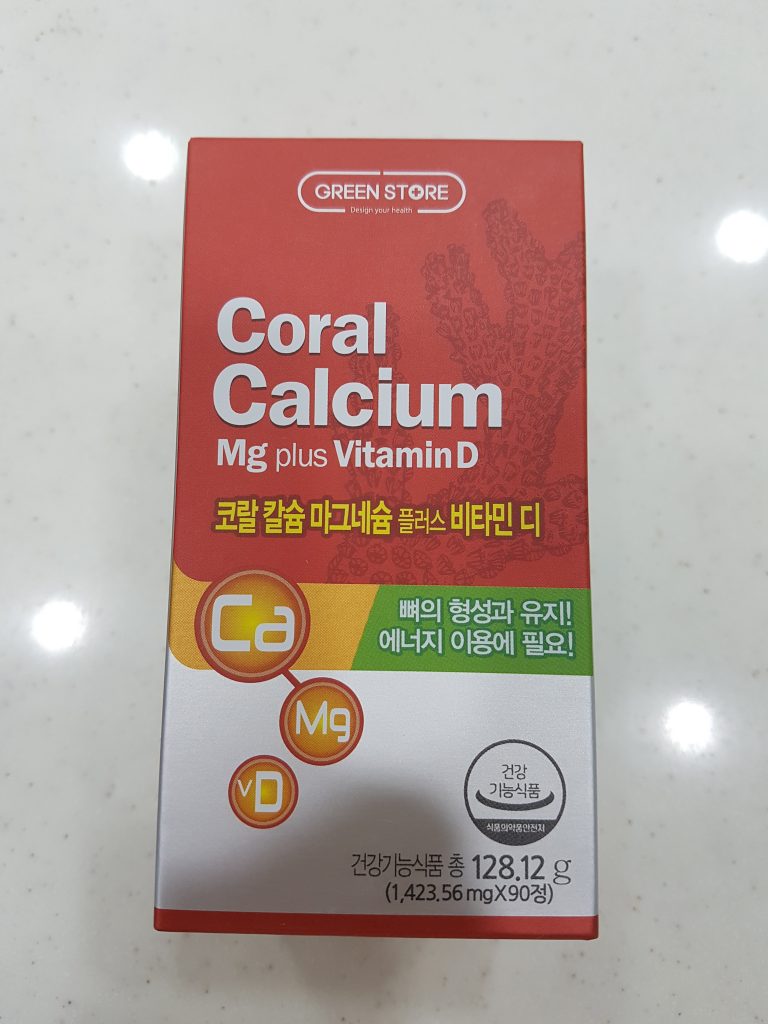 GREEN STORE
Design your health
Coral
Calcium
Mg plus Vitamin D
코랄 칼슘 마그네슘 플러스 비타민 디
뼈의 형성과 유지!
에너지 이용에 필요!
Ca
Mg
VD
건강
기능식품
식품의약품안전처
건강기능식품 총 128.12 g
(1,423.56 mgX90정)